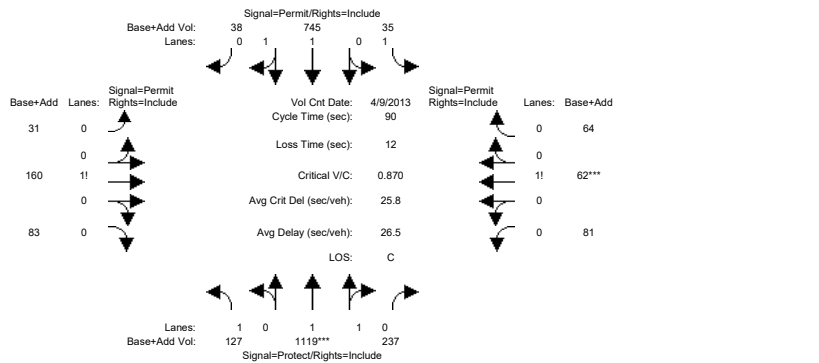 Signal=Permit/Rights=Include
Base+Add Vol: 38 745 35
Lanes: 0 1 1 0 1
Signal=Permit Signal=Permit
Base+Add Lanes: Rights=Include Vol Cnt Date: 4/9/2013 Rights=Include Lanes: Base+Add
Cycle Time (sec): 90
31 0 0 64
Loss Time (sec): 12
0 0
160 1! Critical V/C: 0.870 1! 62***
0 Avg Crit Del (sec/veh): 25.8 0
83 0 Avg Delay (sec/veh): 26.5 0 81
LOS: C
Lanes: 1 0 1 1 0
Base+Add Vol: 127 1119*** 237
Signal=Protect/Rights=Include